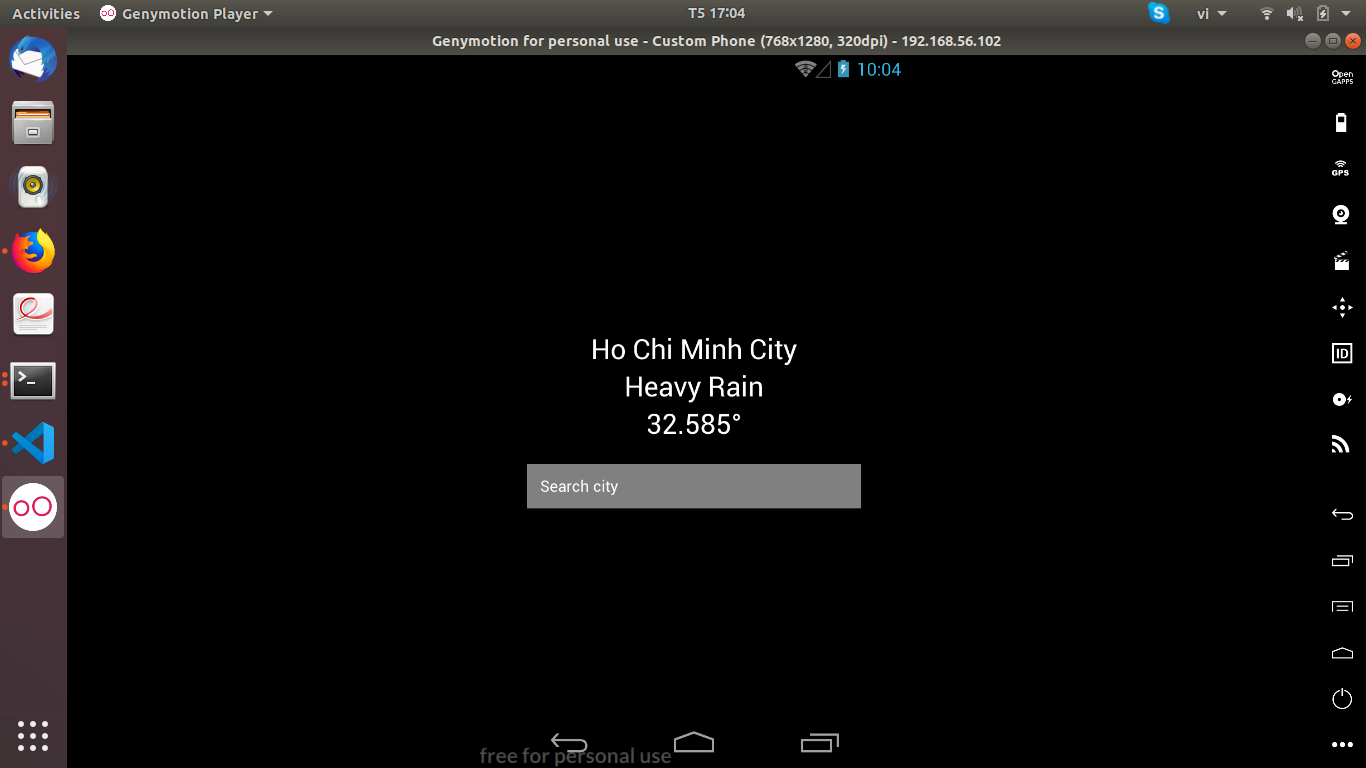 Activities
Genymotion Player
T5 17:04
vi
Genymotion for personal use - Custom Phone (768x1280, 320dpi) - 192.168.56.102
10:04
Open
GAPPS
GPS
ID
Ho Chi Minh City
Heavy Rain
32.585°
Search city
free for personal use